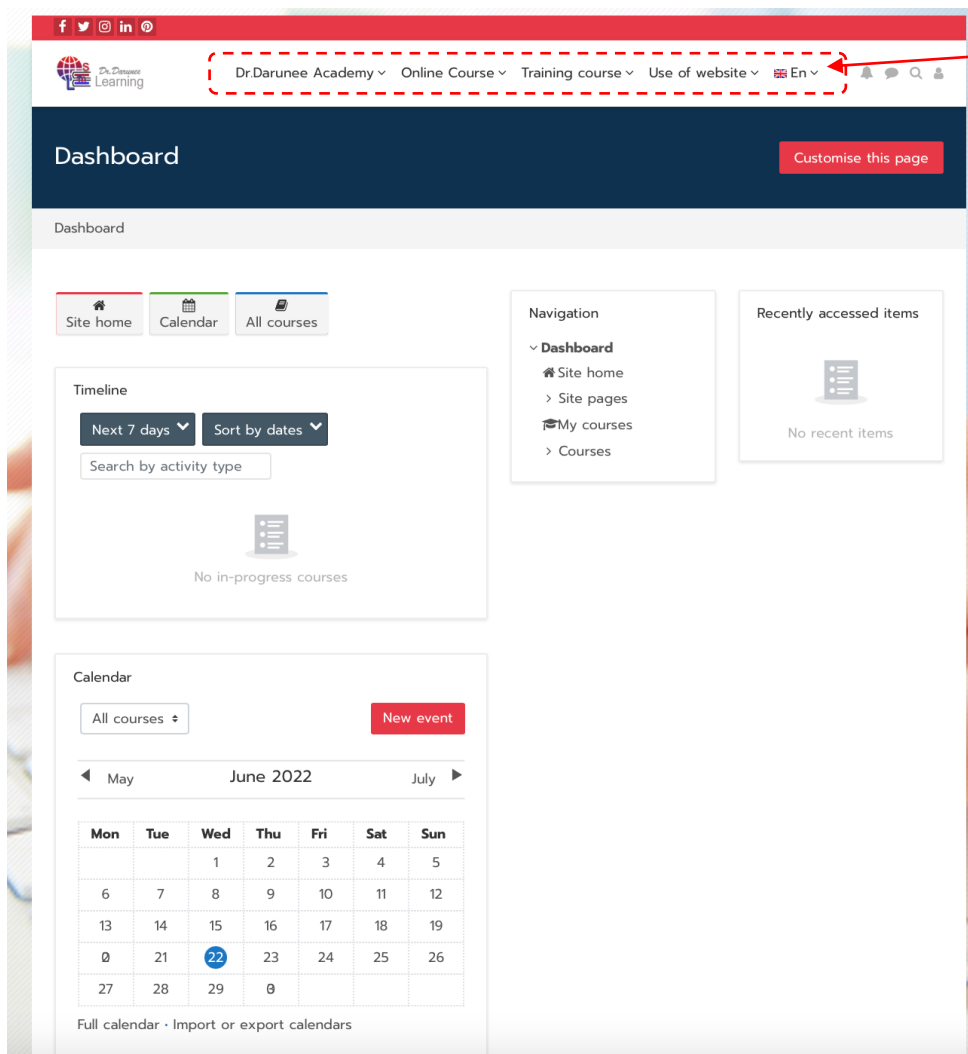 Dr.Darunee
Learning
Dr.Darunee Academy Online Course Training course Use of website En
Dashboard
Customise this page
Dashboard
Site home
Calendar
All courses
Timeline
Next 7 days
Sort by dates
Search by activity type
No in-progress courses
Navigation
Dashboard
Site home
Site pages
My courses
Courses
Recently accessed items
No recent items
Calendar
All courses
New event
May June 2022 July
Mon Tue Wed Thu Fri Sat Sun
1 2 3 4 5
6 7 8 9 10 11 12
13 14 15 16 17 18 19
21 22 23 24 25 26
27 28 29
Full calendar · Import or export calendars